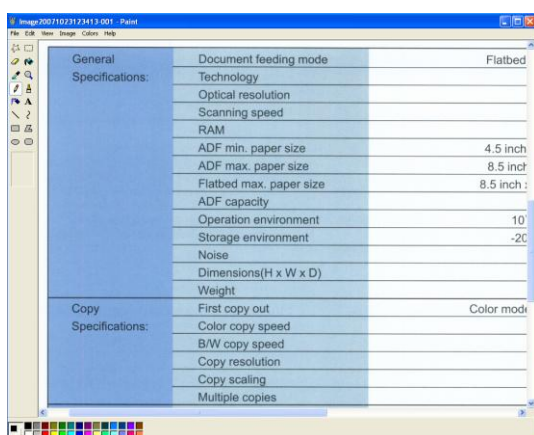 Image20071023123413-001 - Paint
File Edit View Image Colors Help
General Document feeding mode Flatbed
Specifications: Technology
Optical resolution
Scanning speed
RAM
ADF min. paper size 4.5 inch
ADF max. paper size 8.5 inch
Flatbed max. paper size 8.5 inch
ADF capacity
Operation environment 10
Storage environment -20
Noise
Dimensions(H x W x D)
Weight
Copy First copy out Color mode
Specifications: Color copy speed
B/W copy speed
Copy resolution
Copy scaling
Multiple copies